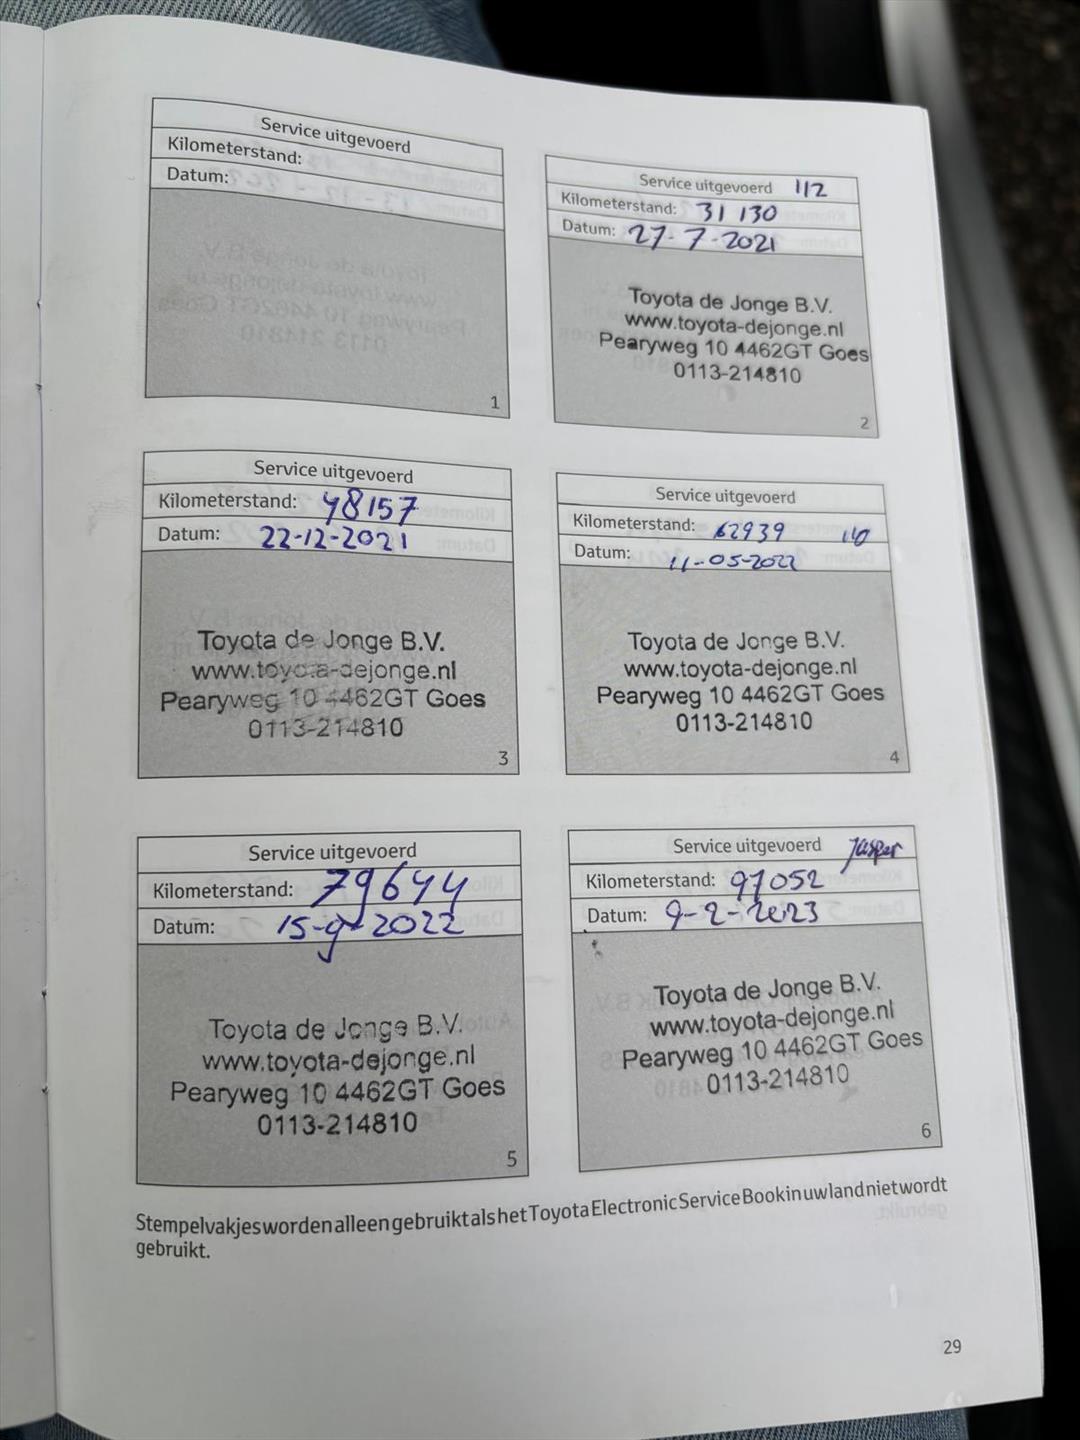 Service uitgevoerd
Kilometerstand:
Datum:
1
Service uitgevoerd 112
Kilometerstand: 31 130
Datum: 27-7-2021
Toyota de Jonge B.V.
www.toyota-dejonge.nl
Pearyweg 10 4462GT Goes
0113-214810
2
Service uitgevoerd
Kilometerstand: 48157
Datum: 22-12-2021
Toyota de Jonge B.V.
www.toyota-dejonge.nl
Pearyweg 10 4462GT Goes
0113-214810
3
Service uitgevoerd
Kilometerstand: 62939
Datum: 11-05-2022
Toyota de Jonge B.V.
www.toyota-dejonge.nl
Pearyweg 10 4462GT Goes
0113-214810
4
Service uitgevoerd
Kilometerstand: 79644
Datum: 15-9-2022
Toyota de Jonge B.V.
www.toyota-dejonge.nl
Pearyweg 10 4462GT Goes
0113-214810
5
Service uitgevoerd Jasper
Kilometerstand: 97052
Datum: 9-2-2023
Toyota de Jonge B.V.
www.toyota-dejonge.nl
Pearyweg 10 4462GT Goes
0113-214810
6
Stempelvakjes worden alleen gebruikt als het Toyota Electronic Service Book in uw land niet wordt
gebruikt.
29